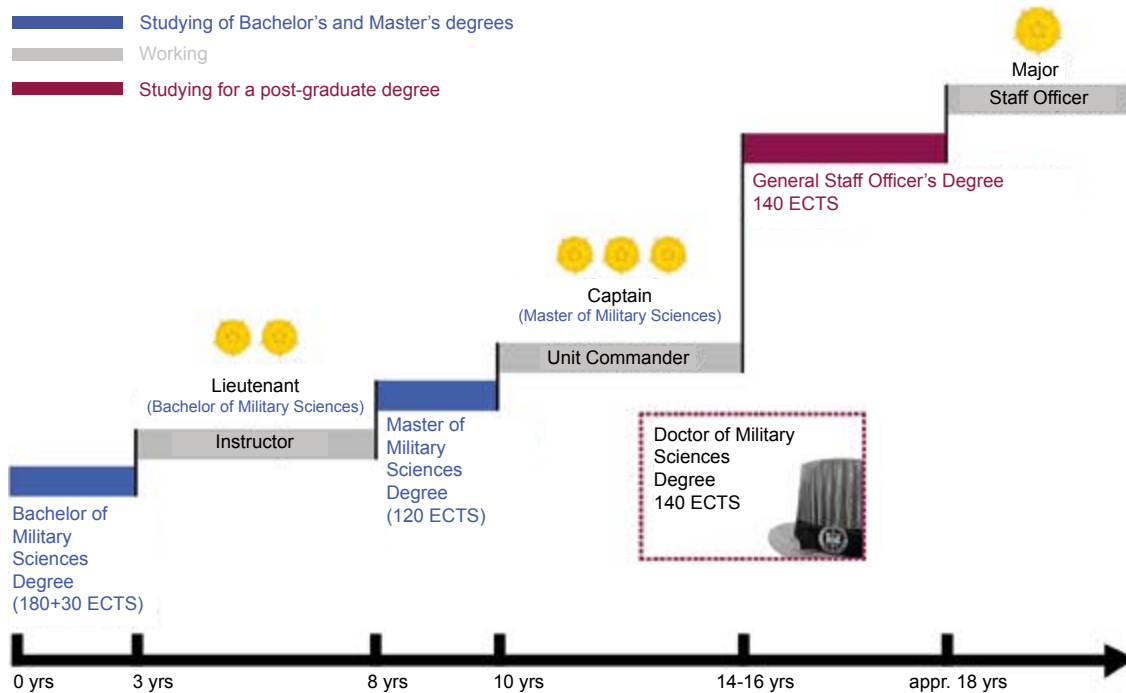 Studying of Bachelor’s and Master’s degrees
Working
Studying for a post-graduate degree
Major
Staff Officer
General Staff Officer’s Degree
140 ECTS
Captain
(Master of Military Sciences)
Unit Commander
Lieutenant
(Bachelor of Military Sciences)
Instructor
Master of
Military
Sciences
Degree
(120 ECTS)
Doctor of Military
Sciences
Degree
140 ECTS
Bachelor of
Military
Sciences
Degree
(180+30 ECTS)
0 yrs
3 yrs
8 yrs
10 yrs
14-16 yrs
appr. 18 yrs